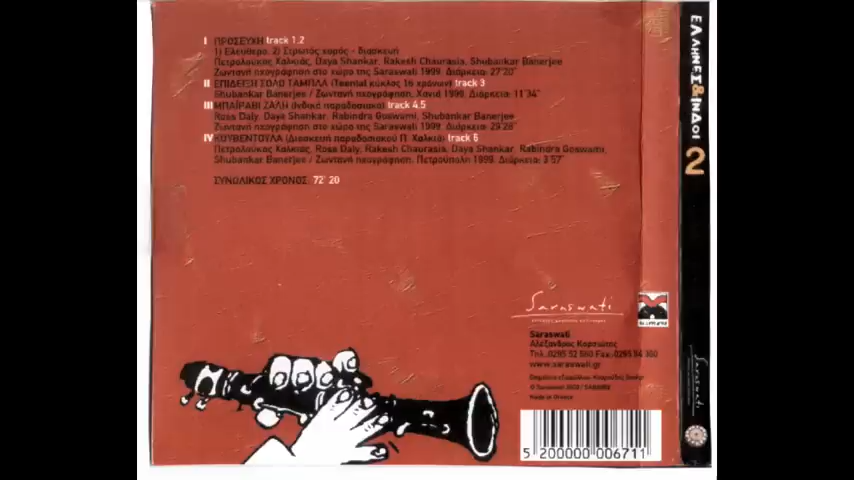 I ΠΡΟΣΕΥΧΗ track 1.2
1) Ελεύθερο. 2) Στρωτός χορός - διασκευή
Πετρολούκας Χαλκιάς, Daya Shankar, Rakesh Chaurasia, Shubankar Banerjee
Ζωντανή ηχογράφηση στο χώρο της Saraswati 1999. Διάρκεια: 27'20"
II ΕΠΙΔΕΙΞΗ ΣΟΛΟ ΤΑΜΠΛΑ (Teental κύκλος 16 χρόνων) track 3
Shubankar Banerjee / Ζωντανή ηχογράφηση, Χανιά 1999. Διάρκεια: 11'34"
III ΜΠΑΪΡΑΒΙ ΖΑΛΗ (Ινδικό παραδοσιακό) track 4.5
Ross Daly, Daya Shankar, Rabindra Goswami, Shubankar Banerjee
Ζωντανή ηχογράφηση στο χώρο της Saraswati 1999. Διάρκεια: 29'28"
IV ΚΟΥΒΕΝΤΟΥΛΑ (Διασκευή παραδοσιακού Π. Χαλκιά) track 6
Πετρολούκας Χαλκιάς, Ross Daly, Rakesh Chaurasia, Daya Shankar, Rabindra Goswami,
Shubankar Banerjee / Ζωντανή ηχογράφηση, Πετρούπολη 1999. Διάρκεια: 3'57"
ΣΥΝΟΛΙΚΟΣ ΧΡΟΝΟΣ: 72' 20
Saraswati
Saraswati
Αλέξανδρος Καρσιώτης
www.saraswati.gr
Made in Greece
5 200000 006711
ΕΛΛΗΝΕΣ & ΙΝΔΟΙ 2
Saraswati